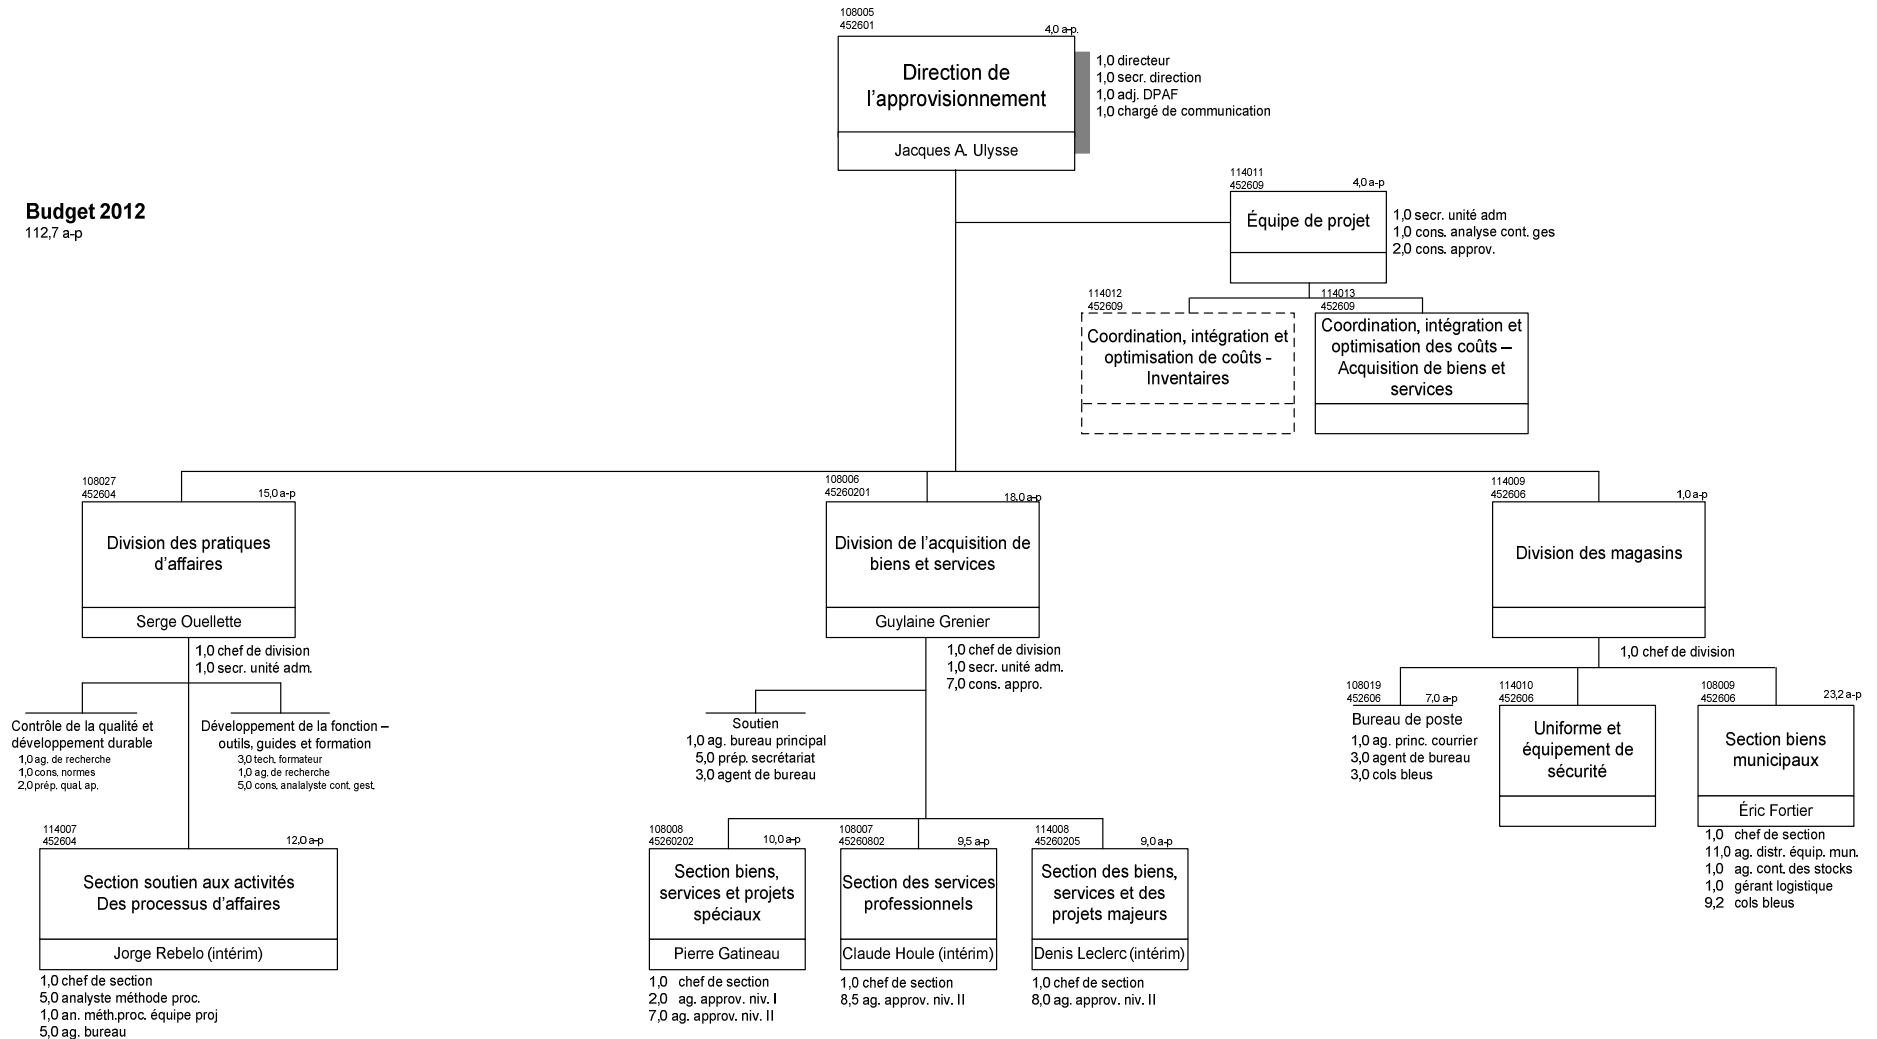 108005
452601
4,0 a-p.
Direction de
l'approvisionnement
Jacques A. Ulysse
1,0 directeur
1,0 secr. direction
1,0 adj. DPAF
1,0 chargé de communication
Budget 2012
112,7 a-p
114011
452609
4,0 a-p
Équipe de projet
1,0 secr. unité adm
1,0 cons. analyse cont. ges
2,0 cons. approv.
114012
452609
Coordination, intégration et
optimisation de coûts -
Inventaires
114013
452609
Coordination, intégration et
optimisation des coûts –
Acquisition de biens et
services
108027
452604
15,0 a-p
Division des pratiques
d'affaires
Serge Ouellette
1,0 chef de division
1,0 secr. unité adm.
Contrôle de la qualité et
développement durable
1,0 ag. de recherche
1,0 cons. normes
2,0 prép. qual. ap.
Développement de la fonction –
outils, guides et formation
3,0 tech. formateur
1,0 ag. de recherche
5,0 cons. analalyste cont. gest.
114007
452604
12,0 a-p
Section soutien aux activités
Des processus d'affaires
Jorge Rebelo (intérim)
1,0 chef de section
5,0 analyste méthode proc.
1,0 an. méth.proc. équipe proj
5,0 ag. bureau
108006
45260201
18,0 a-p
Division de l'acquisition de
biens et services
Guylaine Grenier
1,0 chef de division
1,0 secr. unité adm.
7,0 cons. appro.
Soutien
1,0 ag. bureau principal
5,0 prép. secrétariat
3,0 agent de bureau
108008
45260202
10,0 a-p
Section biens,
services et projets
spéciaux
Pierre Gatineau
1,0 chef de section
2,0 ag. approv. niv. I
7,0 ag. approv. niv. II
108007
45260802
9,5 a-p
Section des services
professionnels
Claude Houle (intérim)
1,0 chef de section
8,5 ag. approv. niv. II
114008
45260205
9,0 a-p
Section des biens,
services et des
projets majeurs
Denis Leclerc (intérim)
1,0 chef de section
8,0 ag. approv. niv. II
114009
452606
1,0 a-p
Division des magasins
1,0 chef de division
108019
452606
7,0 a-p
Bureau de poste
1,0 ag. princ. courrier
3,0 agent de bureau
3,0 cols bleus
114010
452606
Uniforme et
équipement de
sécurité
108009
452606
23,2 a-p
Section biens
municipaux
Éric Fortier
1,0 chef de section
11,0 ag. distr. équip. mun.
1,0 ag. cont. des stocks
1,0 gérant logistique
9,2 cols bleus